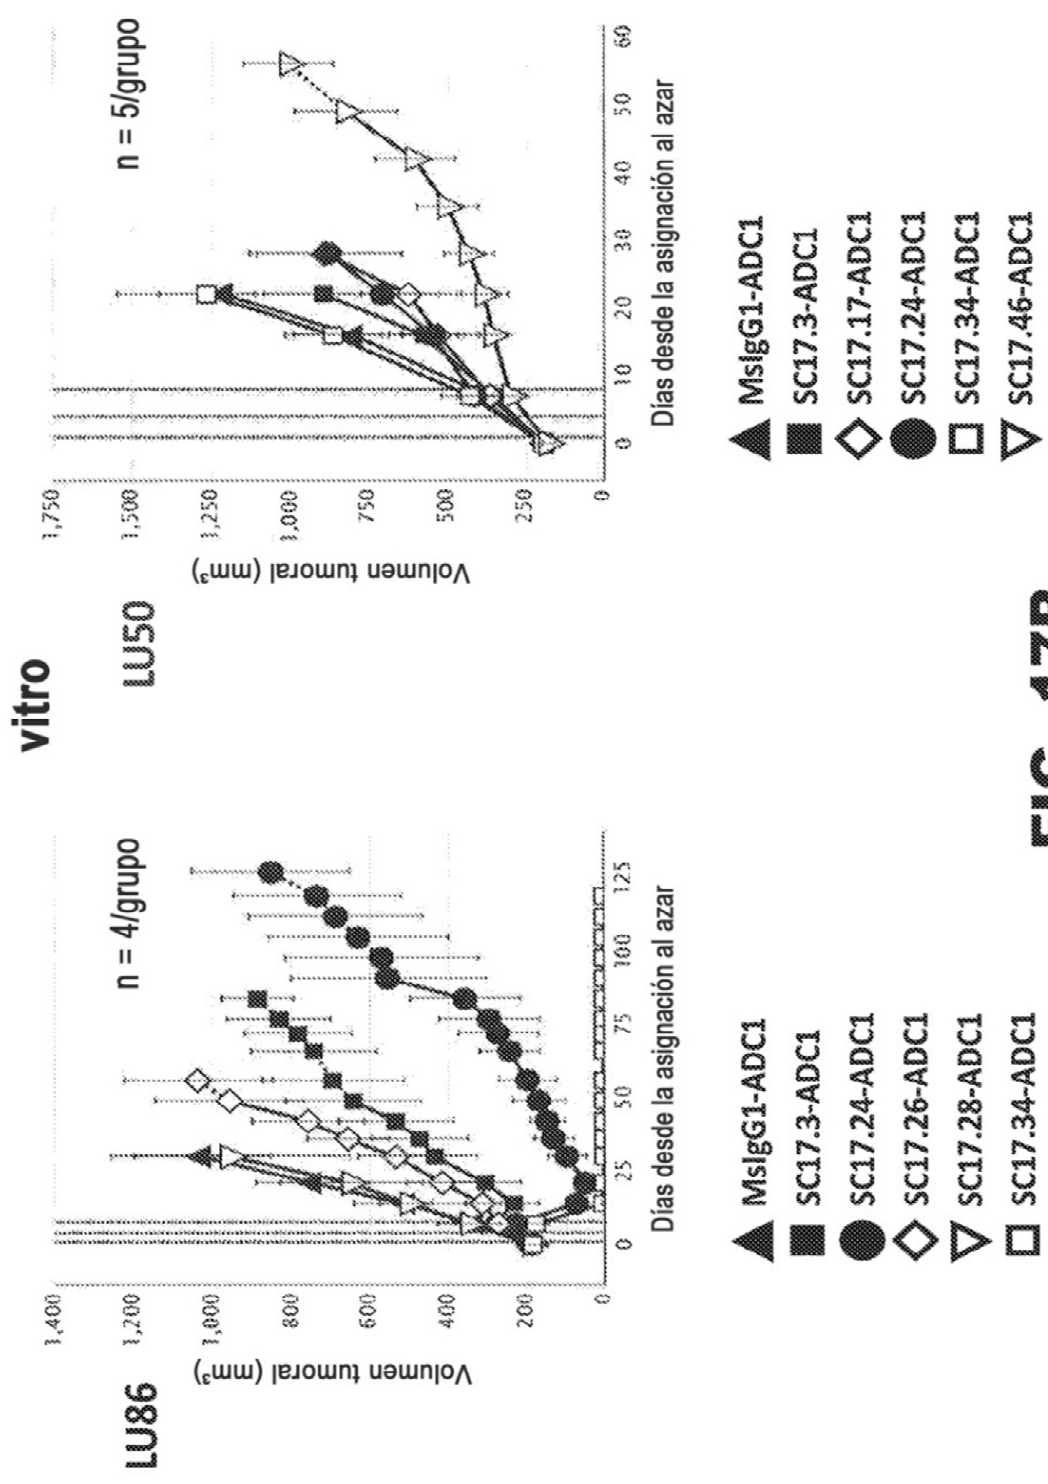 vitro
LU86
n = 4/grupo
Volumen tumoral (mm³)
1,400
1,200
1,000
800
600
400
200
0
0
25
50
75
100
125
Días desde la asignación al azar
MsIgG1-ADC1
SC17.3-ADC1
SC17.24-ADC1
SC17.26-ADC1
SC17.28-ADC1
SC17.34-ADC1
LU50
n = 5/grupo
Volumen tumoral (mm³)
1,750
1,500
1,250
1,000
750
500
250
0
0
10
20
30
40
50
60
Días desde la asignación al azar
MsIgG1-ADC1
SC17.3-ADC1
SC17.17-ADC1
SC17.24-ADC1
SC17.34-ADC1
SC17.46-ADC1